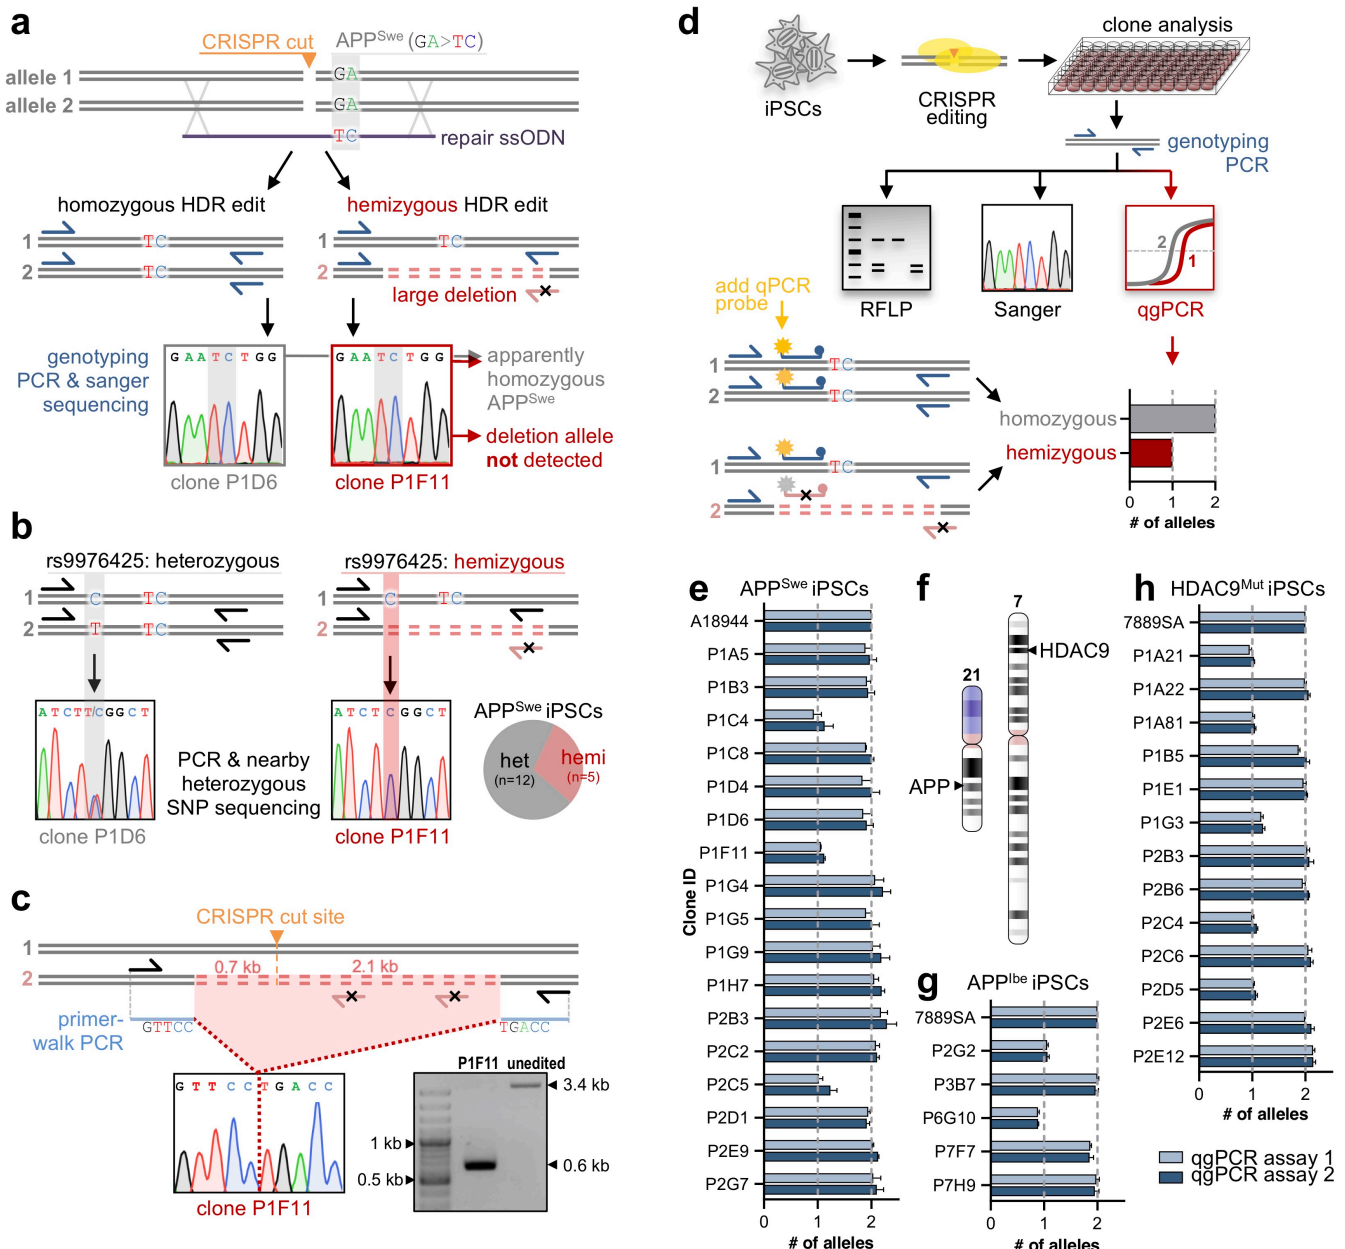 a
CRISPR cut
APPSwe (GA>TC)
allele 1
GA
allele 2
GA
TC
repair ssODN
homozygous HDR edit
hemizygous HDR edit
1
TC
2
TC
1
TC
2
large deletion
genotyping
PCR & sanger
sequencing
G A A T C T G G
clone P1D6
G A A T C T G G
clone P1F11
apparently
homozygous
APPSwe
deletion allele
not detected
b
rs9976425: heterozygous
rs9976425: hemizygous
1
C
TC
2
T
TC
1
C
TC
2
A T C T T/C G G C T
clone P1D6
PCR & nearby
heterozygous
SNP sequencing
A T C T C G G C T
clone P1F11
APPSwe iPSCs
het
(n=12)
hemi
(n=5)
c
CRISPR cut site
1
2
0.7 kb
2.1 kb
primer-
walk PCR
GTTCC
TGACC
G T T C C T G A C C
clone P1F11
P1F11
unedited
3.4 kb
1 kb
0.6 kb
0.5 kb
d
iPSCs
CRISPR
editing
clone analysis
genotyping
PCR
RFLP
Sanger
2
1
qgPCR
add qPCR
probe
1
TC
2
TC
1
TC
2
homozygous
hemizygous
0
1
2
# of alleles
e
APPSwe iPSCs
Clone ID
A18944
P1A5
P1B3
P1C4
P1C8
P1D4
P1D6
P1F11
P1G4
P1G5
P1G9
P1H7
P2B3
P2C2
P2C5
P2D1
P2E9
P2G7
0
1
2
# of alleles
f
7
HDAC9
21
APP
g
APPIbe iPSCs
7889SA
P2G2
P3B7
P6G10
P7F7
P7H9
0
1
2
# of alleles
h
HDAC9Mut iPSCs
7889SA
P1A21
P1A22
P1A81
P1B5
P1E1
P1G3
P2B3
P2B6
P2C4
P2C6
P2D5
P2E6
P2E12
0
1
2
# of alleles
qgPCR assay 1
qgPCR assay 2